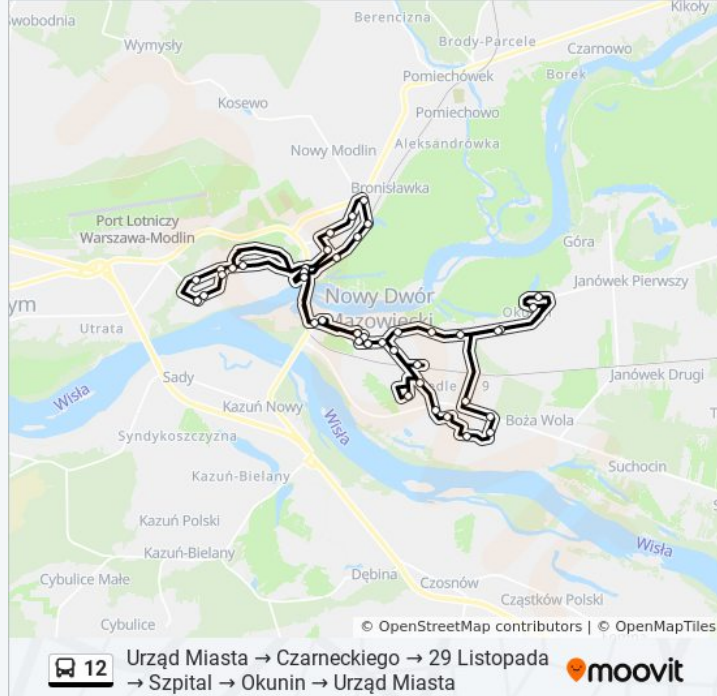 Swobodnia
Berencizna
Kikoły
Wymysły
Brody-Parcele
Czarnowo
Pomiechówek
Borek
Kosewo
Pomiechowo
Aleksandrówka
Nowy Modlin
Bronisławka
Port Lotniczy
Warszawa-Modlin
Góra
Janówek Pierwszy
Nowy Dwór
Mazowiecki
ym
Utrata
Sady
Janówek Drugi
Wisła
Kazuń Nowy
Wisła
Boża Wola
Syndykoszczyzna
Suchocin
Kazuń-Bielany
Kazuń Polski
Wisła
Kazuń-Bielany
Cybulice Małe
Dębina
Czosnów
Cząstków Polski
Cybulice
© OpenStreetMap contributors | © OpenMapTiles
12
Urząd Miasta → Czarneckiego → 29 Listopada
→ Szpital → Okunin → Urząd Miasta
moovit